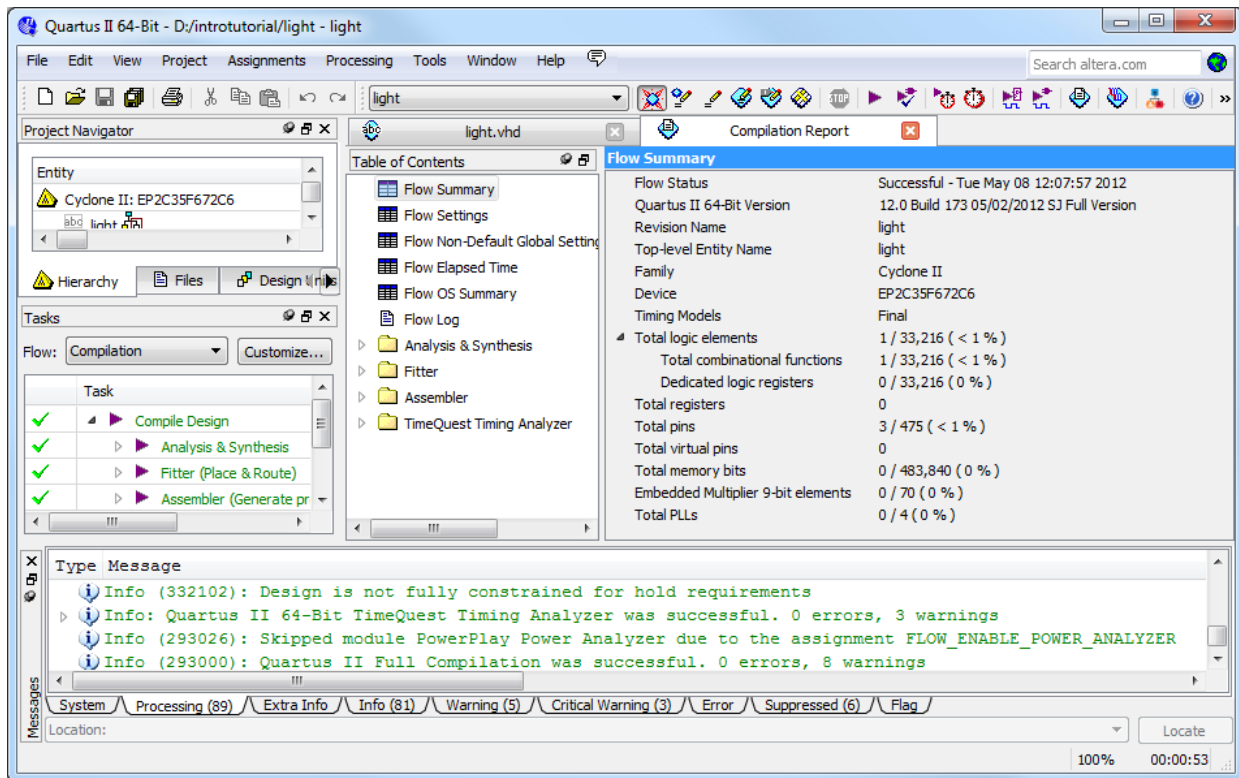 Quartus II 64-Bit - D:/introtutorial/light - light
File Edit View Project Assignments Processing Tools Window Help
Search altera.com
light
STOP
»
Project Navigator
Entity
Cyclone II: EP2C35F672C6
abd light
Hierarchy Files Design Units
Tasks
Flow: Compilation Customize...
Task
Compile Design
Analysis & Synthesis
Fitter (Place & Route)
Assembler (Generate pr
abc light.vhd
Compilation Report
Table of Contents
Flow Summary
Flow Settings
Flow Non-Default Global Setting
Flow Elapsed Time
Flow OS Summary
Flow Log
Analysis & Synthesis
Fitter
Assembler
TimeQuest Timing Analyzer
Flow Summary
Flow Status Successful - Tue May 08 12:07:57 2012
Quartus II 64-Bit Version 12.0 Build 173 05/02/2012 SJ Full Version
Revision Name light
Top-level Entity Name light
Family Cyclone II
Device EP2C35F672C6
Timing Models Final
Total logic elements 1 / 33,216 ( < 1 % )
Total combinational functions 1 / 33,216 ( < 1 % )
Dedicated logic registers 0 / 33,216 ( 0 % )
Total registers 0
Total pins 3 / 475 ( < 1 % )
Total virtual pins 0
Total memory bits 0 / 483,840 ( 0 % )
Embedded Multiplier 9-bit elements 0 / 70 ( 0 % )
Total PLLs 0 / 4 ( 0 % )
Messages
Type Message
Info (332102): Design is not fully constrained for hold requirements
Info: Quartus II 64-Bit TimeQuest Timing Analyzer was successful. 0 errors, 3 warnings
Info (293026): Skipped module PowerPlay Power Analyzer due to the assignment FLOW_ENABLE_POWER_ANALYZER
Info (293000): Quartus II Full Compilation was successful. 0 errors, 8 warnings
System Processing (89) Extra Info Info (81) Warning (5) Critical Warning (3) Error Suppressed (6) Flag
Location: Locate
100% 00:00:53